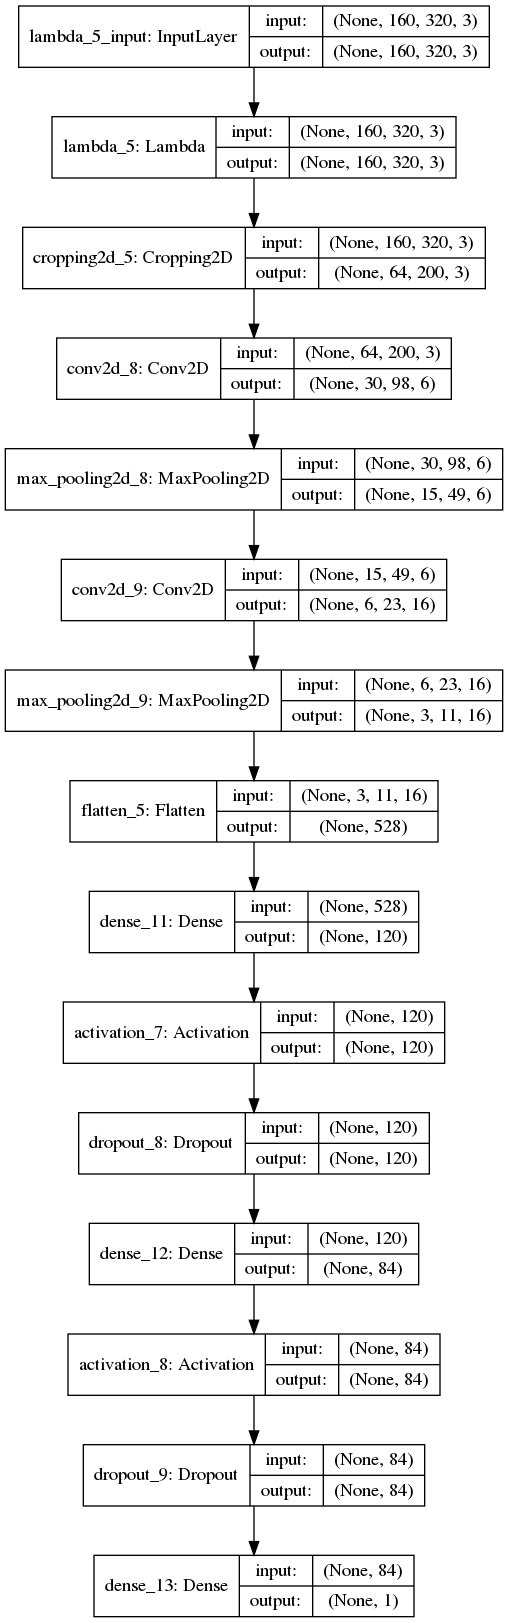 lambda_5_input: InputLayer
input: (None, 160, 320, 3)
output: (None, 160, 320, 3)
lambda_5: Lambda
input: (None, 160, 320, 3)
output: (None, 160, 320, 3)
cropping2d_5: Cropping2D
input: (None, 160, 320, 3)
output: (None, 64, 200, 3)
conv2d_8: Conv2D
input: (None, 64, 200, 3)
output: (None, 30, 98, 6)
max_pooling2d_8: MaxPooling2D
input: (None, 30, 98, 6)
output: (None, 15, 49, 6)
conv2d_9: Conv2D
input: (None, 15, 49, 6)
output: (None, 6, 23, 16)
max_pooling2d_9: MaxPooling2D
input: (None, 6, 23, 16)
output: (None, 3, 11, 16)
flatten_5: Flatten
input: (None, 3, 11, 16)
output: (None, 528)
dense_11: Dense
input: (None, 528)
output: (None, 120)
activation_7: Activation
input: (None, 120)
output: (None, 120)
dropout_8: Dropout
input: (None, 120)
output: (None, 120)
dense_12: Dense
input: (None, 120)
output: (None, 84)
activation_8: Activation
input: (None, 84)
output: (None, 84)
dropout_9: Dropout
input: (None, 84)
output: (None, 84)
dense_13: Dense
input: (None, 84)
output: (None, 1)